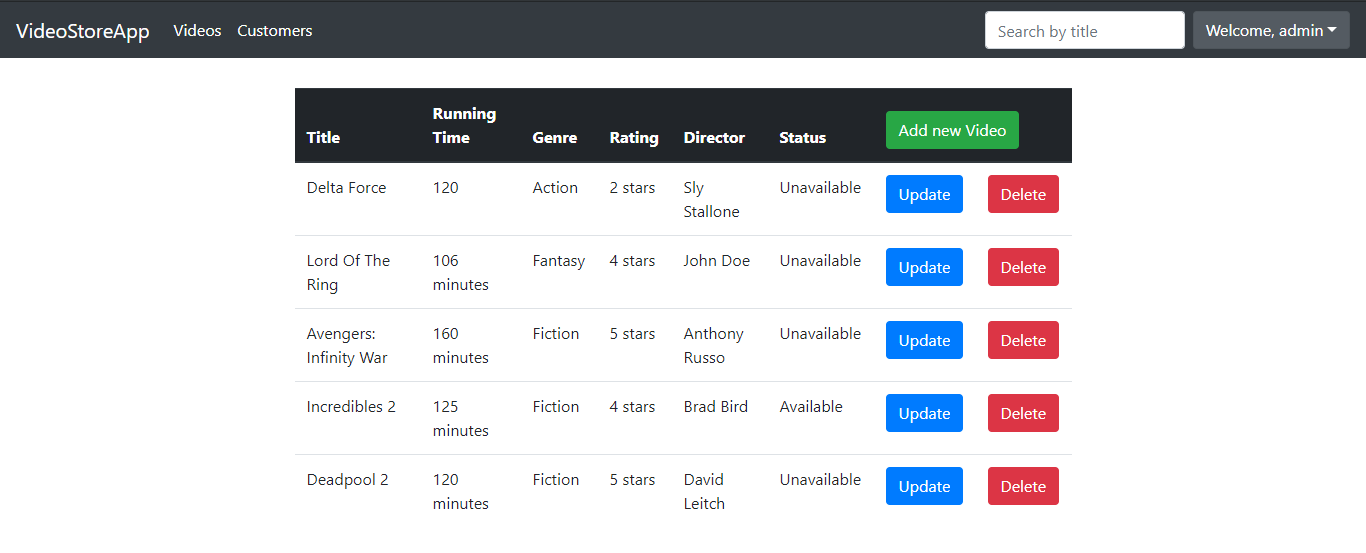 VideoStoreApp Videos Customers Search by title Welcome, admin
Running
Title Time Genre Rating Director Status Add new Video
Delta Force 120 Action 2 stars Sly Unavailable Update Delete
Stallone
Lord Of The 106 Fantasy 4 stars John Doe Unavailable Update Delete
Ring minutes
Avengers: 160 Fiction 5 stars Anthony Unavailable Update Delete
Infinity War minutes Russo
Incredibles 2 125 Fiction 4 stars Brad Bird Available Update Delete
minutes
Deadpool 2 120 Fiction 5 stars David Unavailable Update Delete
minutes Leitch